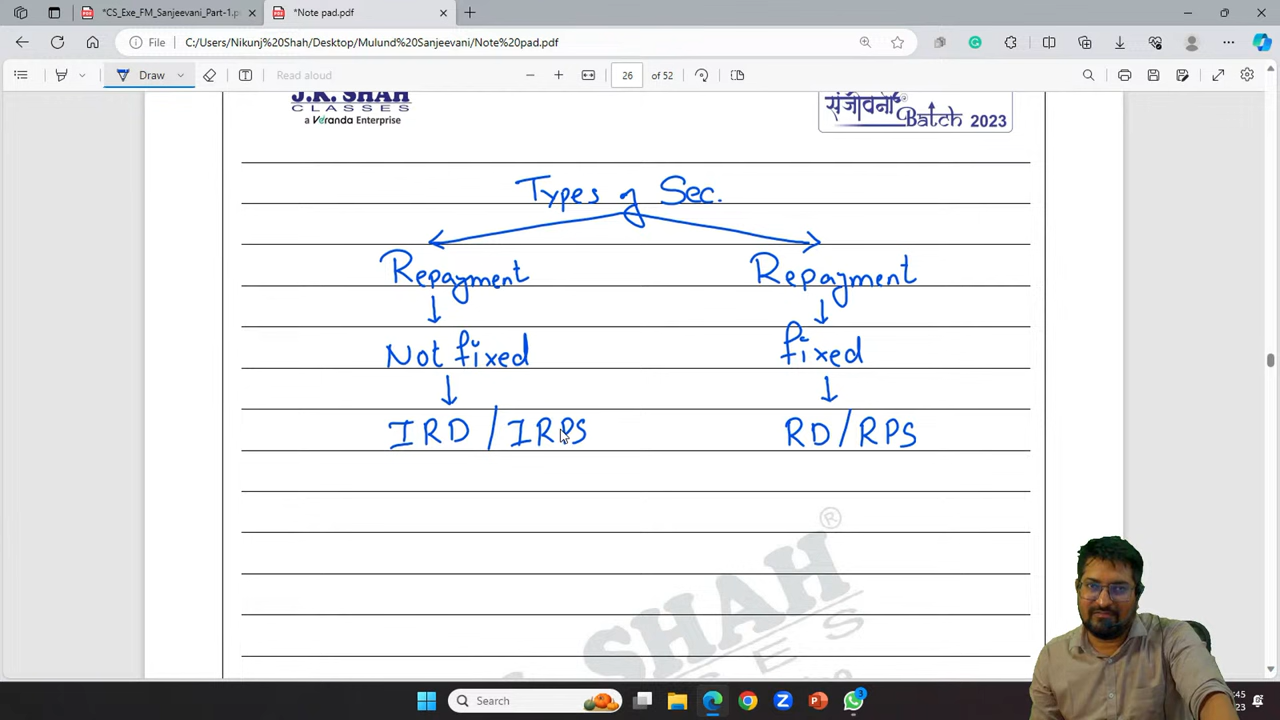 *CS_Exe_FM_Sanjeevani_Part-1.p
*Note pad.pdf
File
C:/Users/Nikunj%20Shah/Desktop/Mulund%20Sanjeevani/Note%20pad.pdf
Draw
Read aloud
26 of 52
J.K. SHAH
CLASSES
a Veranda Enterprise
संजीवनी
Batch 2023
Types of Sec.
Repayment Repayment
Not fixed fixed
IRD / IRPS RD/RPS
®
SHAH
Search
3